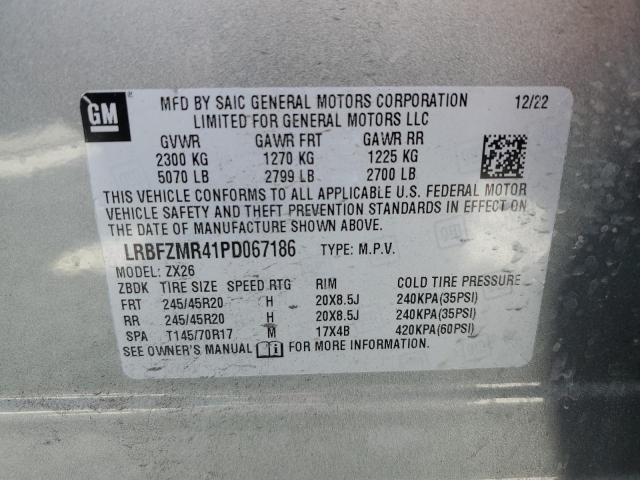 GM
MFD BY SAIC GENERAL MOTORS CORPORATION 12/22
LIMITED FOR GENERAL MOTORS LLC
GVWR GAWR FRT GAWR RR
2300 KG 1270 KG 1225 KG
5070 LB 2799 LB 2700 LB
THIS VEHICLE CONFORMS TO ALL APPLICABLE U.S. FEDERAL MOTOR
VEHICLE SAFETY AND THEFT PREVENTION STANDARDS IN EFFECT ON
THE DATE OF MANUFACTURE SHOWN ABOVE.
LRBFZMR41PD067186 TYPE: M.P.V.
MODEL: ZX26
ZBDK TIRE SIZE SPEED RTG RIM COLD TIRE PRESSURE
FRT 245/45R20 H 20X8.5J 240KPA(35PSI)
RR 245/45R20 H 20X8.5J 240KPA(35PSI)
SPA T145/70R17 M 17X4B 420KPA(60PSI)
SEE OWNER'S MANUAL FOR MORE INFORMATION.